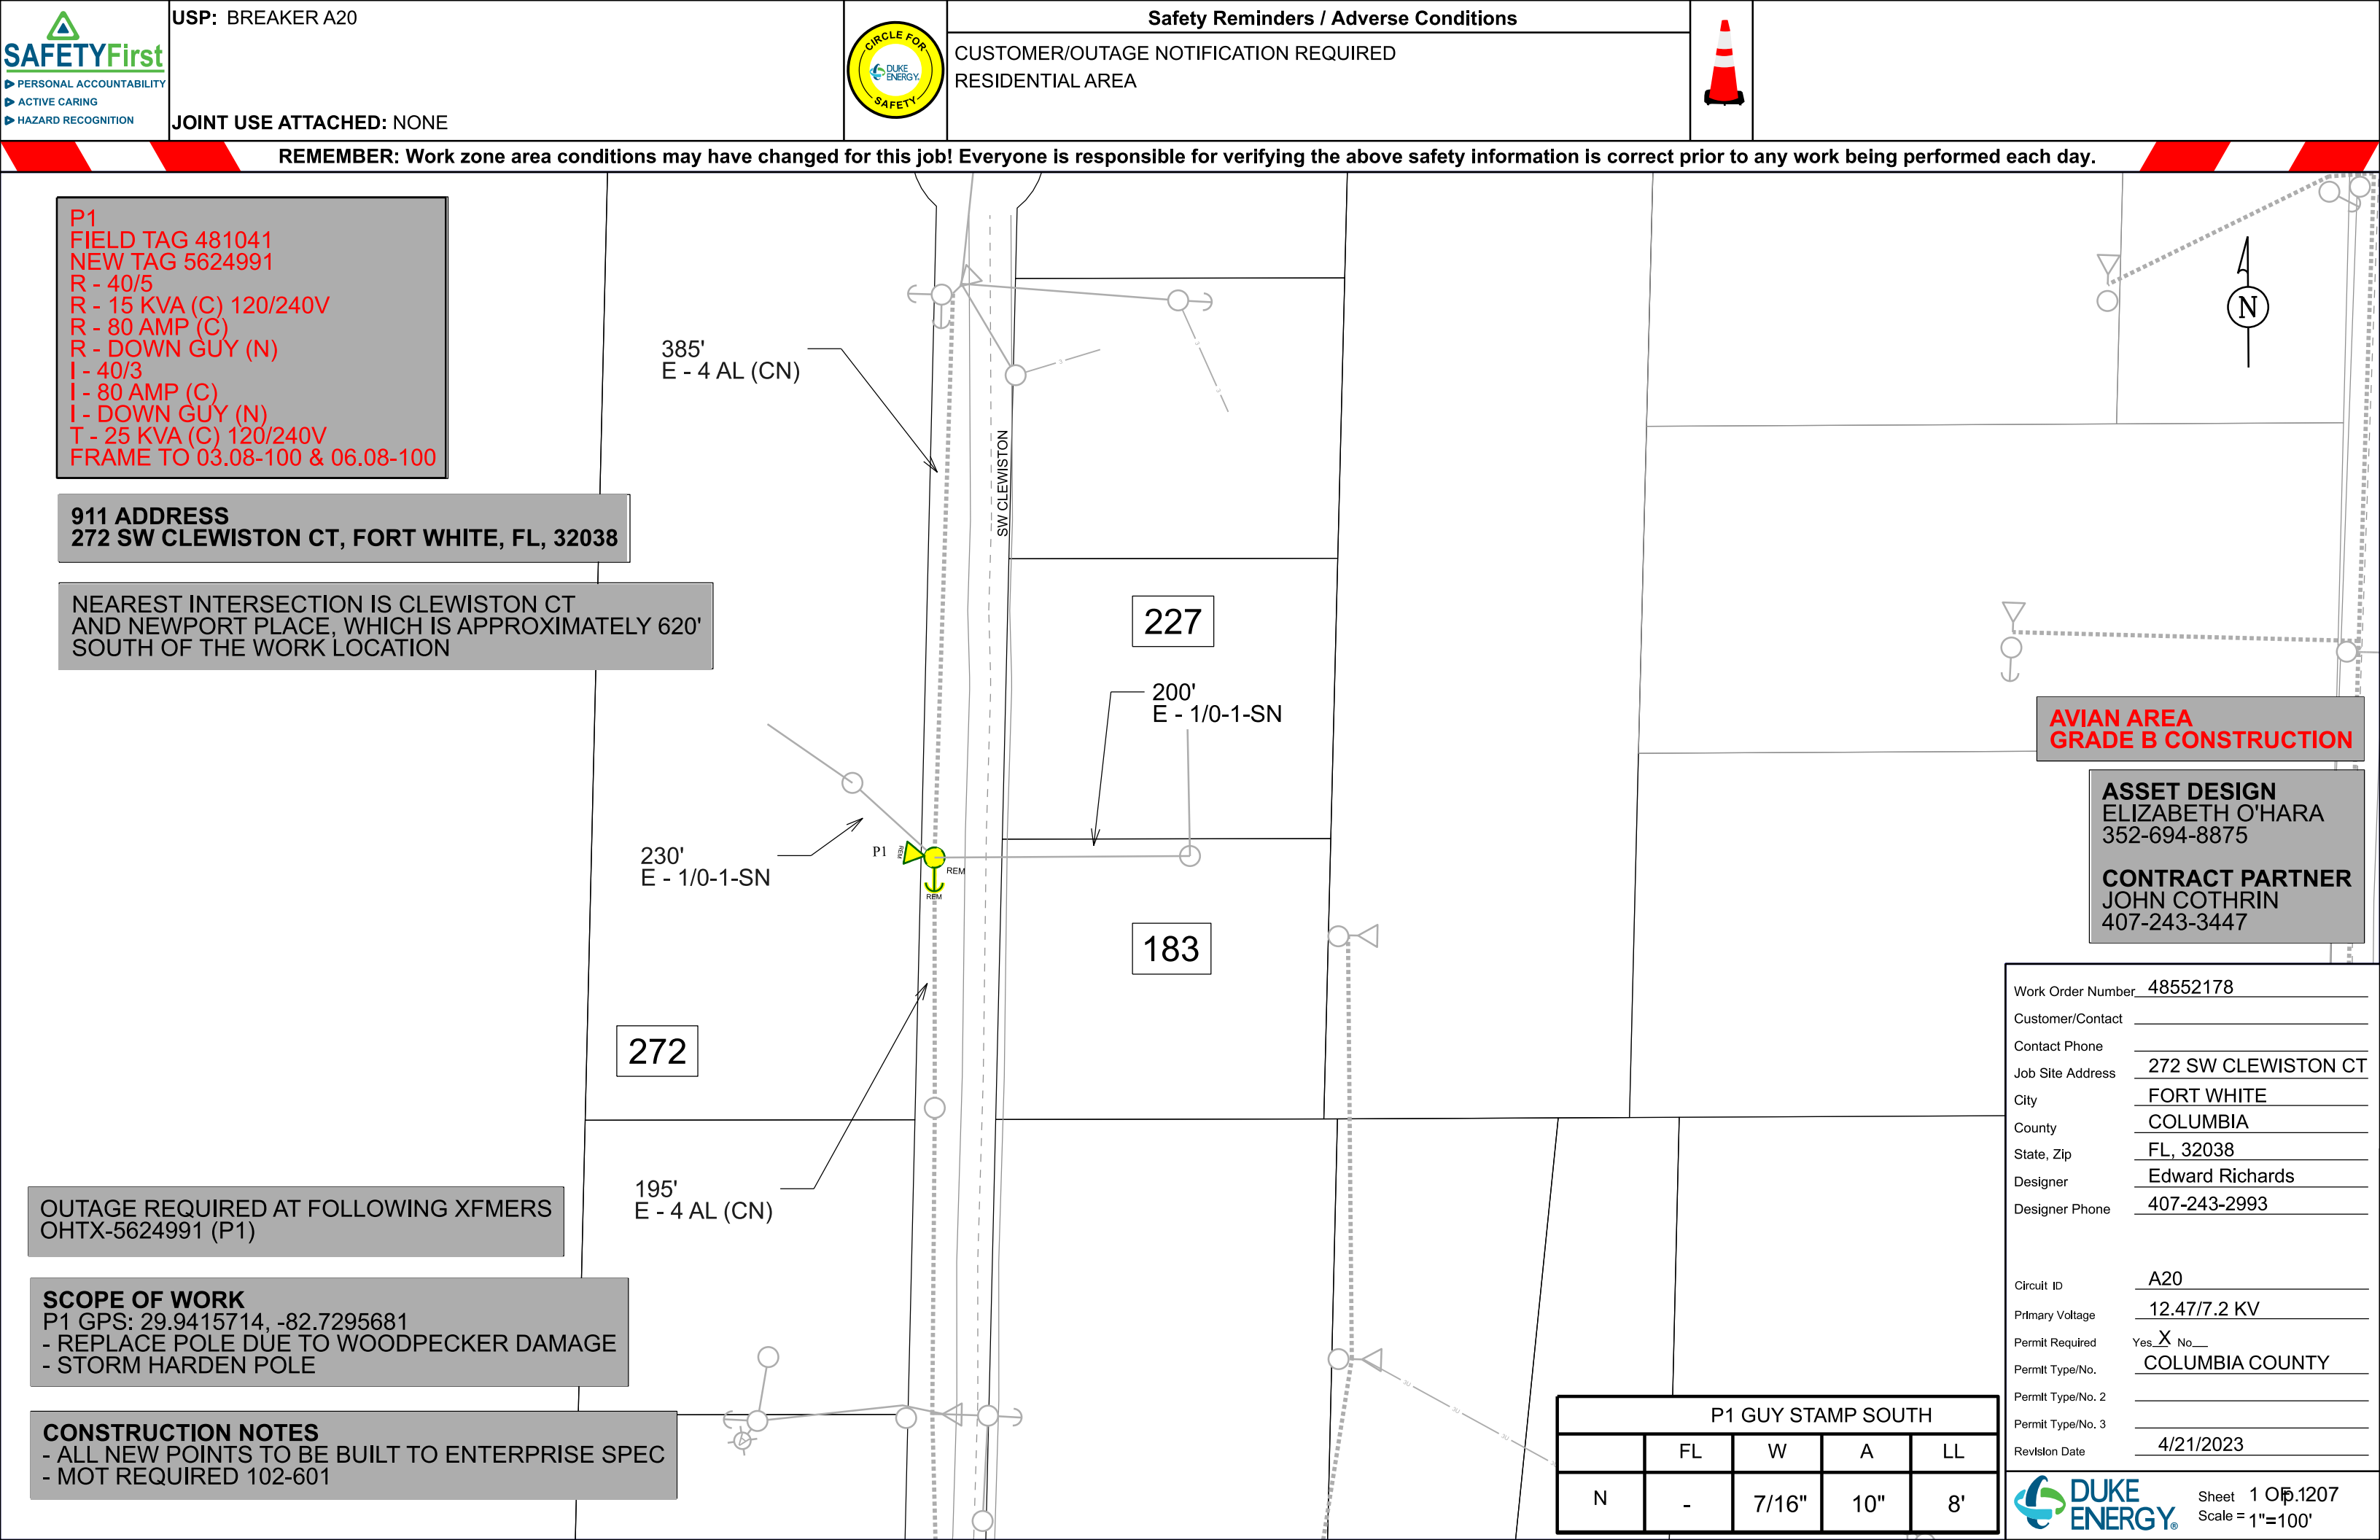 SAFETYFirst
PERSONAL ACCOUNTABILITY
ACTIVE CARING
HAZARD RECOGNITION
USP: BREAKER A20
JOINT USE ATTACHED: NONE
CIRCLE FOR
DUKE
ENERGY
SAFETY
Safety Reminders / Adverse Conditions
CUSTOMER/OUTAGE NOTIFICATION REQUIRED
RESIDENTIAL AREA
REMEMBER: Work zone area conditions may have changed for this job! Everyone is responsible for verifying the above safety information is correct prior to any work being performed each day.
P1
FIELD TAG 481041
NEW TAG 5624991
R - 40/5
R - 15 KVA (C) 120/240V
R - 80 AMP (C)
R - DOWN GUY (N)
I - 40/3
I - 80 AMP (C)
I - DOWN GUY (N)
T - 25 KVA (C) 120/240V
FRAME TO 03.08-100 & 06.08-100
911 ADDRESS
272 SW CLEWISTON CT, FORT WHITE, FL, 32038
NEAREST INTERSECTION IS CLEWISTON CT
AND NEWPORT PLACE, WHICH IS APPROXIMATELY 620'
SOUTH OF THE WORK LOCATION
385'
E - 4 AL (CN)
SW CLEWISTON
N
227
200'
E - 1/0-1-SN
230'
E - 1/0-1-SN
P1
REM
REM
REM
183
272
195'
E - 4 AL (CN)
AVIAN AREA
GRADE B CONSTRUCTION
ASSET DESIGN
ELIZABETH O'HARA
352-694-8875
CONTRACT PARTNER
JOHN COTHRIN
407-243-3447
OUTAGE REQUIRED AT FOLLOWING XFMERS
OHTX-5624991 (P1)
SCOPE OF WORK
P1 GPS: 29.9415714, -82.7295681
- REPLACE POLE DUE TO WOODPECKER DAMAGE
- STORM HARDEN POLE
CONSTRUCTION NOTES
- ALL NEW POINTS TO BE BUILT TO ENTERPRISE SPEC
- MOT REQUIRED 102-601
P1 GUY STAMP SOUTH
FL W A LL
N - 7/16" 10" 8'
Work Order Number 48552178
Customer/Contact
Contact Phone
Job Site Address 272 SW CLEWISTON CT
City FORT WHITE
County COLUMBIA
State, Zip FL, 32038
Designer Edward Richards
Designer Phone 407-243-2993
Circuit ID A20
Primary Voltage 12.47/7.2 KV
Permit Required Yes X No
Permit Type/No. COLUMBIA COUNTY
Permit Type/No. 2
Permit Type/No. 3
Revision Date 4/21/2023
DUKE
ENERGY®
Sheet 1 OF
Scale = 1"=100'